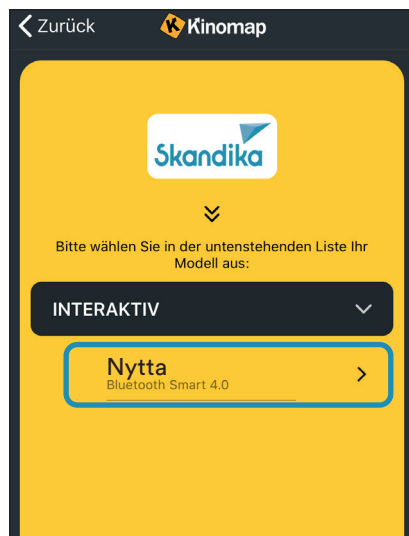 Zurück
Kinomap
Skandika
Bitte wählen Sie in der untenstehenden Liste Ihr
Modell aus:
INTERAKTIV
Nytta
Bluetooth Smart 4.0